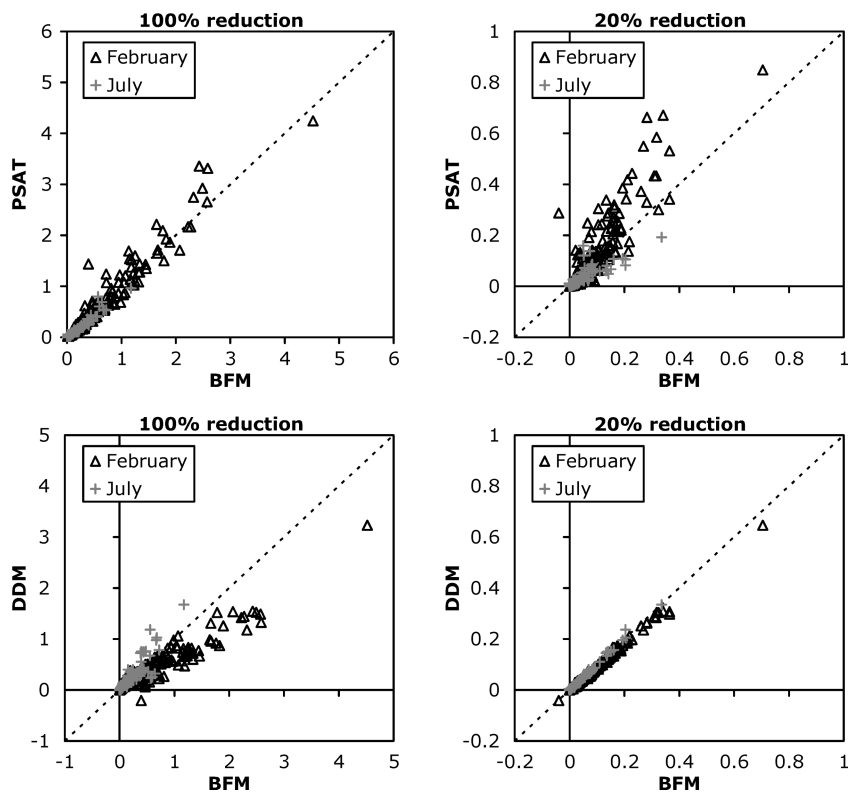 100% reduction
6
5
4
3
2
1
0
PSAT
February
July
0 1 2 3 4 5 6
BFM
20% reduction
1
0.8
0.6
0.4
0.2
0
-0.2
PSAT
February
July
-0.2 0 0.2 0.4 0.6 0.8 1
BFM
100% reduction
5
4
3
2
1
0
-1
DDM
February
July
-1 0 1 2 3 4 5
BFM
20% reduction
1
0.8
0.6
0.4
0.2
0
-0.2
DDM
February
July
-0.2 0 0.2 0.4 0.6 0.8 1
BFM